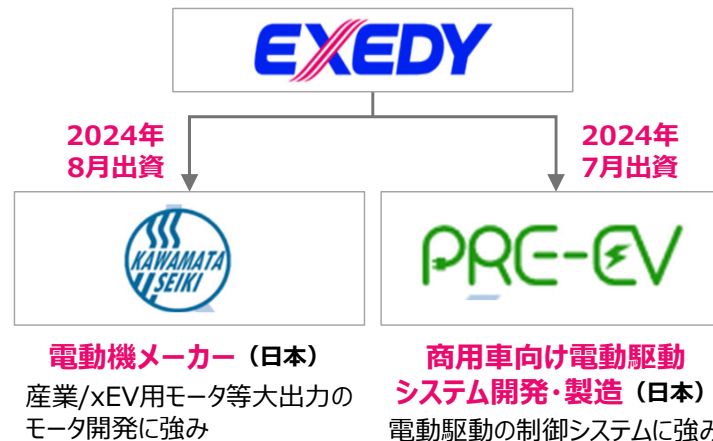 EXEDY
2024年
8月出資
2024年
7月出資
KAWAMATA
SEIKI
PRE-EV
電動機メーカー（日本）
産業/xEV用モータ等大出力の
モータ開発に強み
商用車向け電動駆動
システム開発・製造（日本）
電動駆動の制御システムに強み